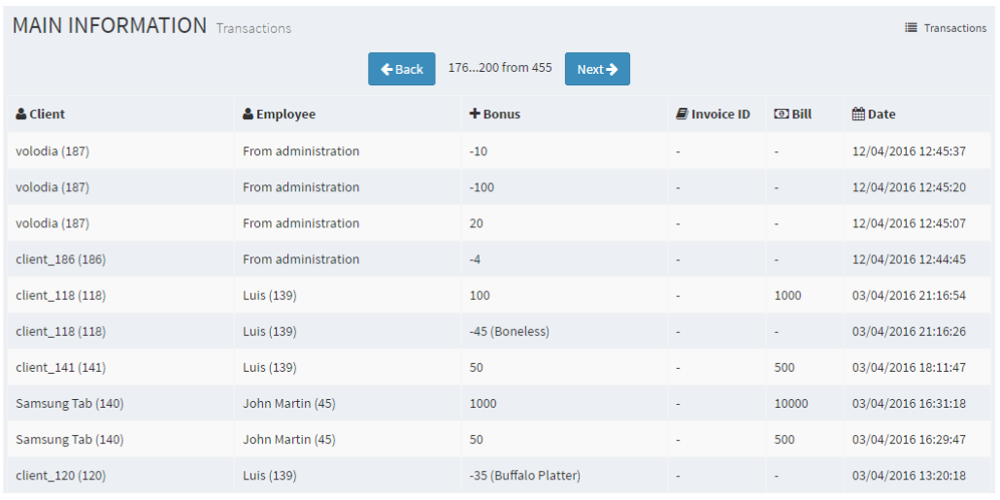 MAIN INFORMATION Transactions Transactions
Back 176...200 from 455 Next
Client Employee Bonus Invoice ID Bill Date
volodia (187) From administration -10 - - 12/04/2016 12:45:37
volodia (187) From administration -100 - - 12/04/2016 12:45:20
volodia (187) From administration 20 - - 12/04/2016 12:45:07
client_186 (186) From administration -4 - - 12/04/2016 12:44:45
client_118 (118) Luis (139) 100 - 1000 03/04/2016 21:16:54
client_118 (118) Luis (139) -45 (Boneless) - - 03/04/2016 21:16:26
client_141 (141) Luis (139) 50 - 500 03/04/2016 18:11:47
Samsung Tab (140) John Martin (45) 1000 - 10000 03/04/2016 16:31:18
Samsung Tab (140) John Martin (45) 50 - 500 03/04/2016 16:29:47
client_120 (120) Luis (139) -35 (Buffalo Platter) - - 03/04/2016 13:20:18